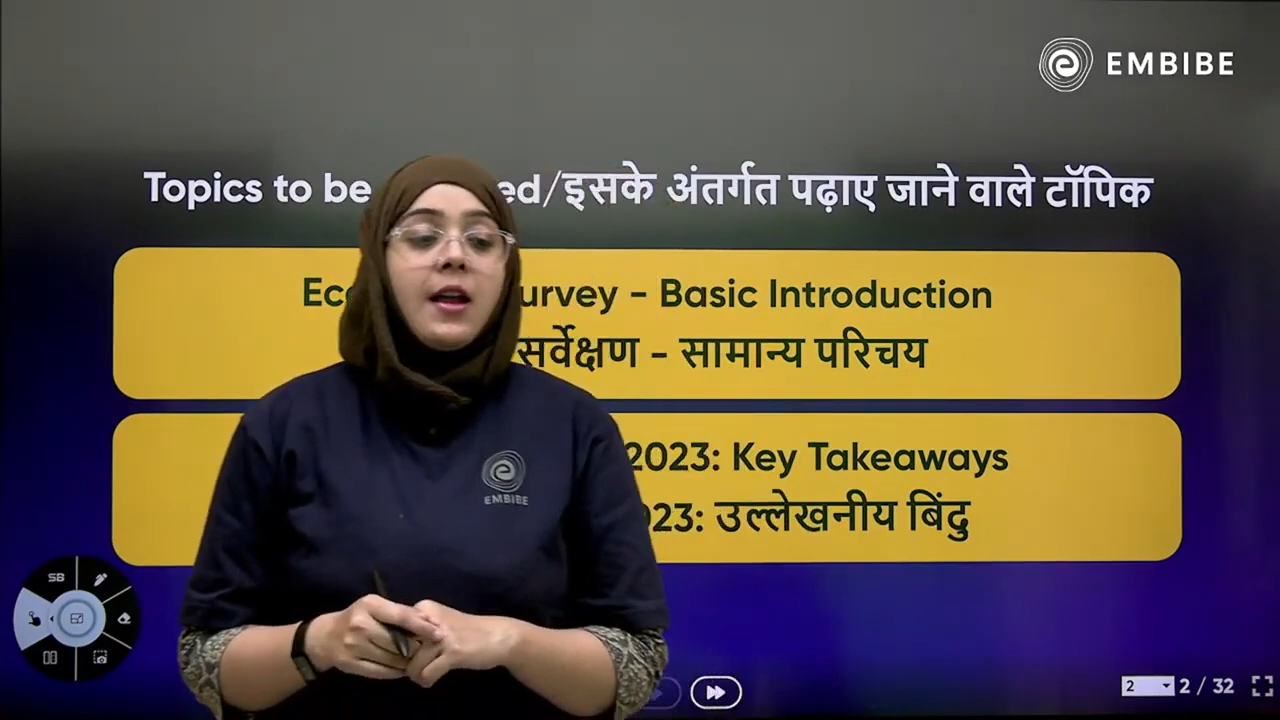 EMBIBE
Topics to be ed/इसके अंतर्गत पढ़ाए जाने वाले टॉपिक
Ec urvey - Basic Introduction
सर्वेक्षण - सामान्य परिचय
2023: Key Takeaways
023: उल्लेखनीय बिंदु
EMBIBE
SB
2 2 / 32